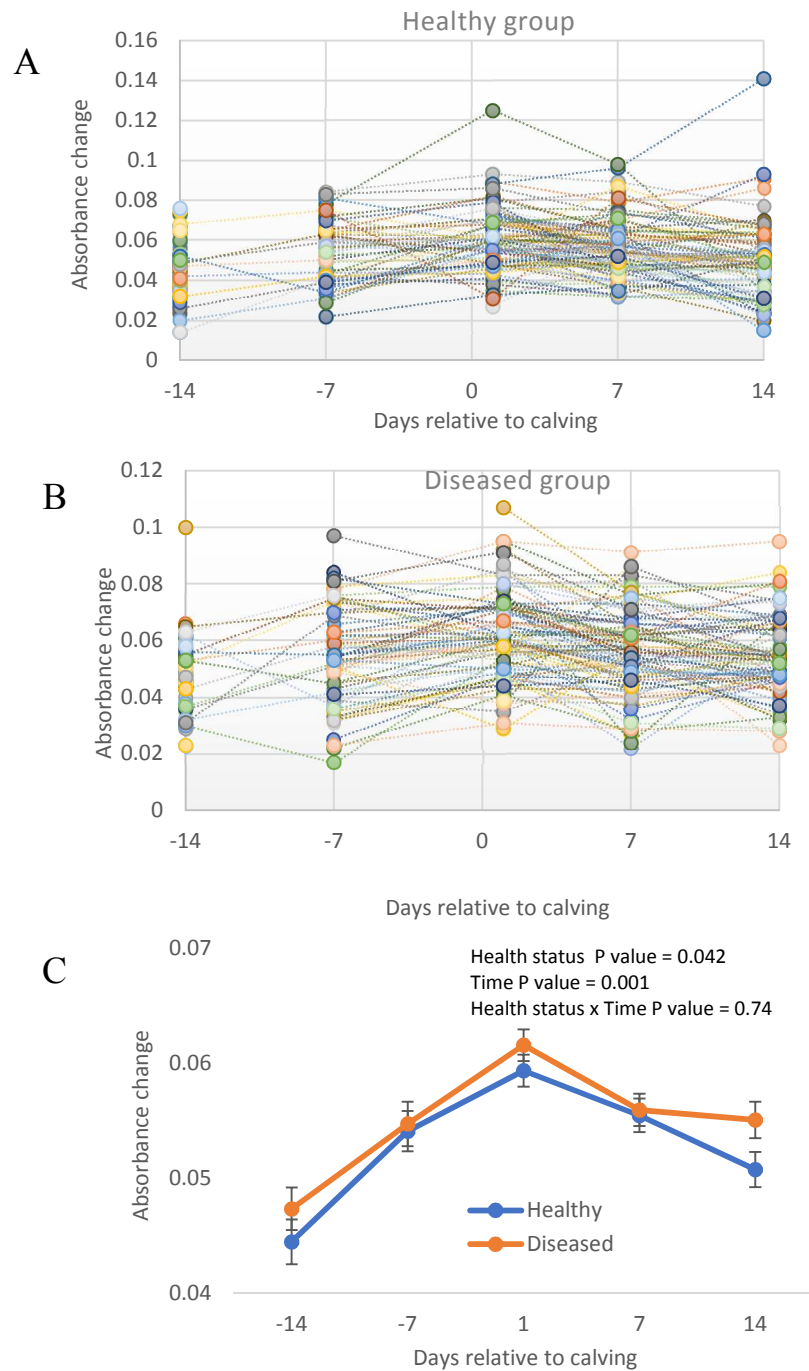 A
Healthy group
Absorbance change
0.16
0.14
0.12
0.1
0.08
0.06
0.04
0.02
0
-14
-7
0
7
14
Days relative to calving
B
Diseased group
Absorbance change
0.12
0.1
0.08
0.06
0.04
0.02
0
-14
-7
0
7
14
Days relative to calving
C
Absorbance change
0.07
0.06
0.05
0.04
Health status  P value = 0.042
Time P value = 0.001
Health status x Time P value = 0.74
Healthy
Diseased
-14
-7
1
7
14
Days relative to calving